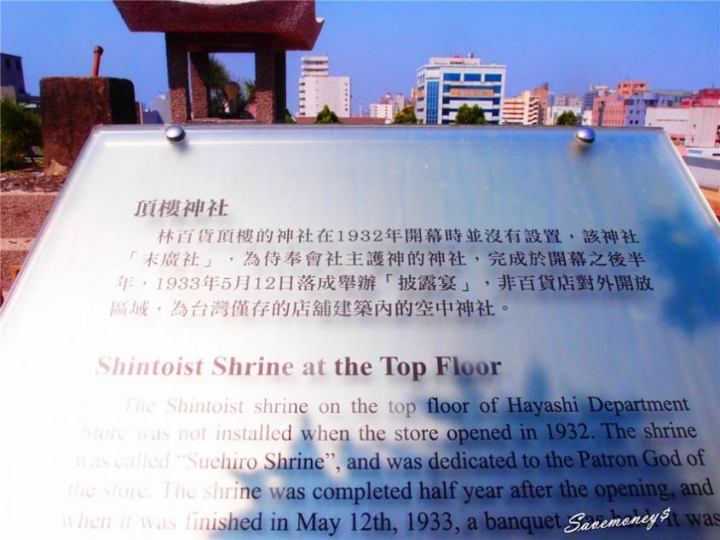 頂樓神社
林百貨頂樓的神社在1932年開幕時並沒有設置，該神社
「末廣社」，為侍奉會社主護神的神社，完成於開幕之後半
年，1933年5月12日落成舉辦「披露宴」，非百貨店對外開放
區域，為台灣僅存的店舖建築內的空中神社。
Shintoist Shrine at the Top Floor
The Shintoist shrine on the top floor of Hayashi Department
Store was not installed when the store opened in 1932. The shrine
was called “Suehiro Shrine”, and was dedicated to the Patron God of
the store. The shrine was completed half year after the opening, and
when it was finished in May 12th, 1933, a banquet was held. it was
Savemoney$